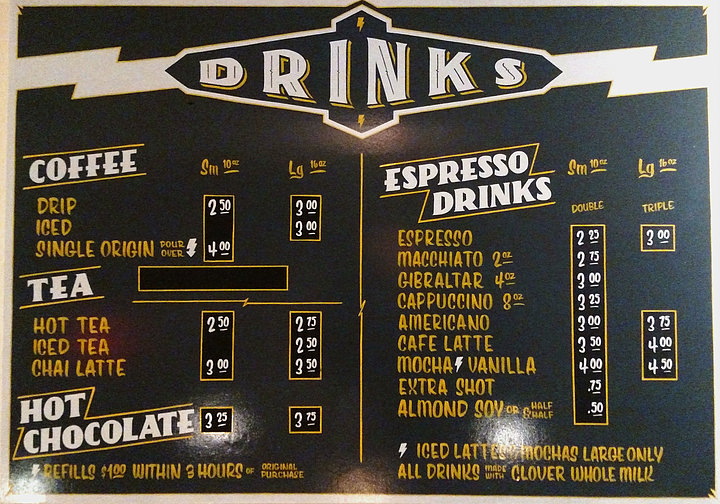 DRINKS
COFFEE Sm 10oz Lg 16oz
DRIP 2 50 3 00
ICED 3 00
SINGLE ORIGIN POUR OVER 4 00
TEA
HOT TEA 2 50 2 75
ICED TEA 2 50
CHAI LATTE 3 00 3 50
HOT CHOCOLATE 3 25 3 75
REFILLS $1.00 WITHIN 3 HOURS OF ORIGINAL PURCHASE
ESPRESSO DRINKS Sm 10oz Lg 16oz
DOUBLE TRIPLE
ESPRESSO 2 25 3 00
MACCHIATO 2oz 2 75
GIBRALTAR 4oz 3 00
CAPPUCCINO 8oz 3 25
AMERICANO 3 00 3 75
CAFE LATTE 3 50 4 00
MOCHA VANILLA 4 00 4 50
EXTRA SHOT .75
ALMOND SOY OR HALF & HALF .50
ICED LATTES MOCHAS LARGE ONLY
ALL DRINKS MADE WITH CLOVER WHOLE MILK